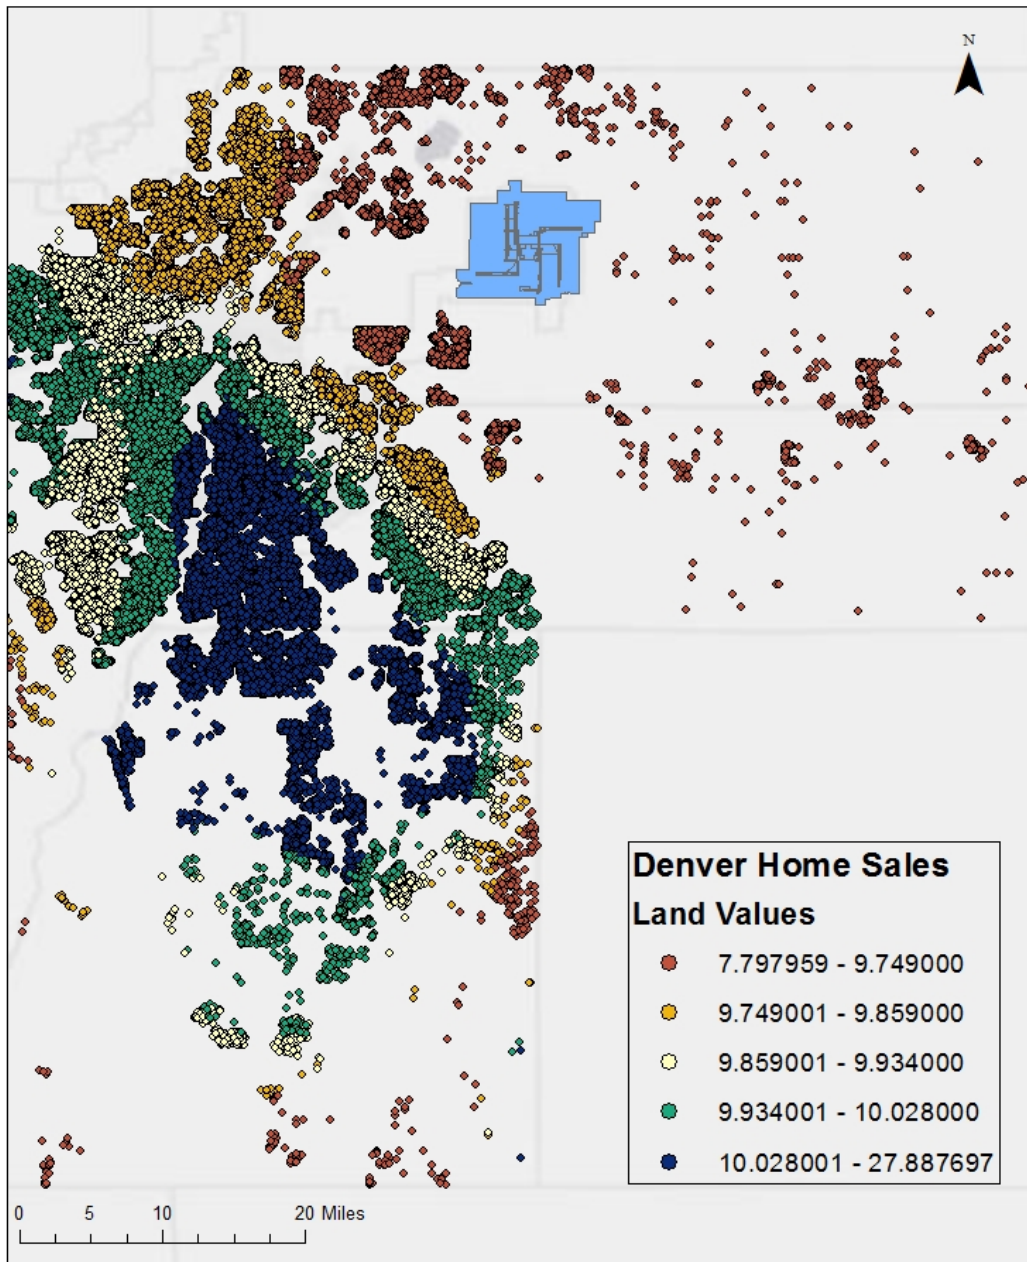 N
Denver Home Sales
Land Values
7.797959 - 9.749000
9.749001 - 9.859000
9.859001 - 9.934000
9.934001 - 10.028000
10.028001 - 27.887697
0 5 10 20 Miles